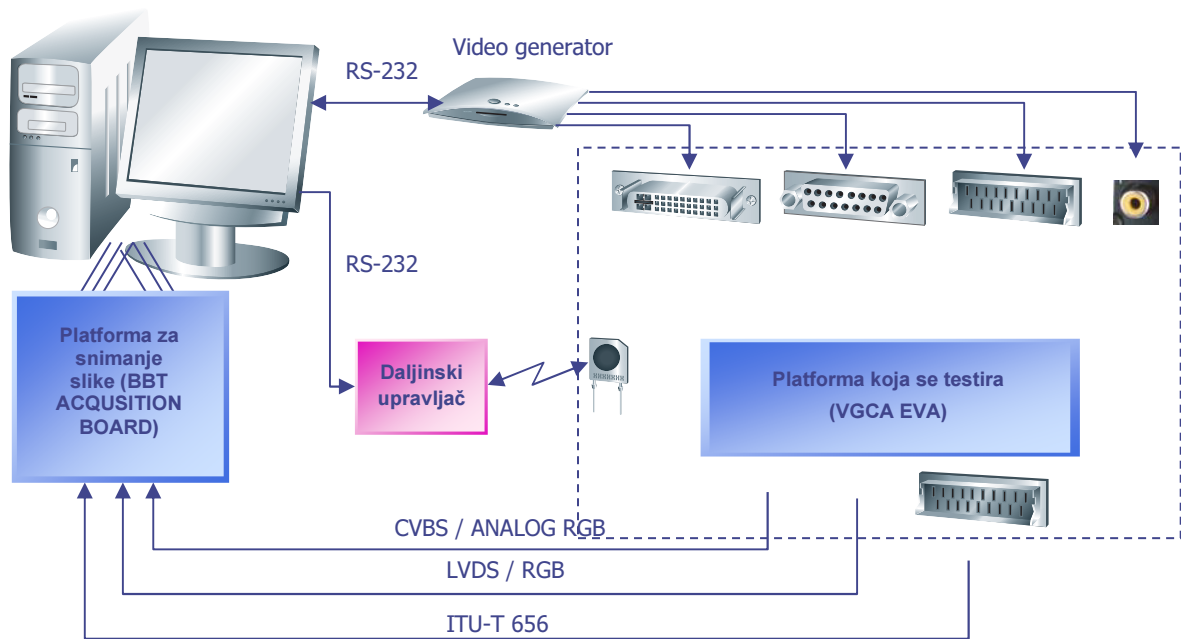 Video generator
RS-232
RS-232
Platforma za
snimanje
slike (BBT
ACQUSITION
BOARD)
Daljinski
upravljač
Platforma koja se testira
(VGCA EVA)
CVBS / ANALOG RGB
LVDS / RGB
ITU-T 656